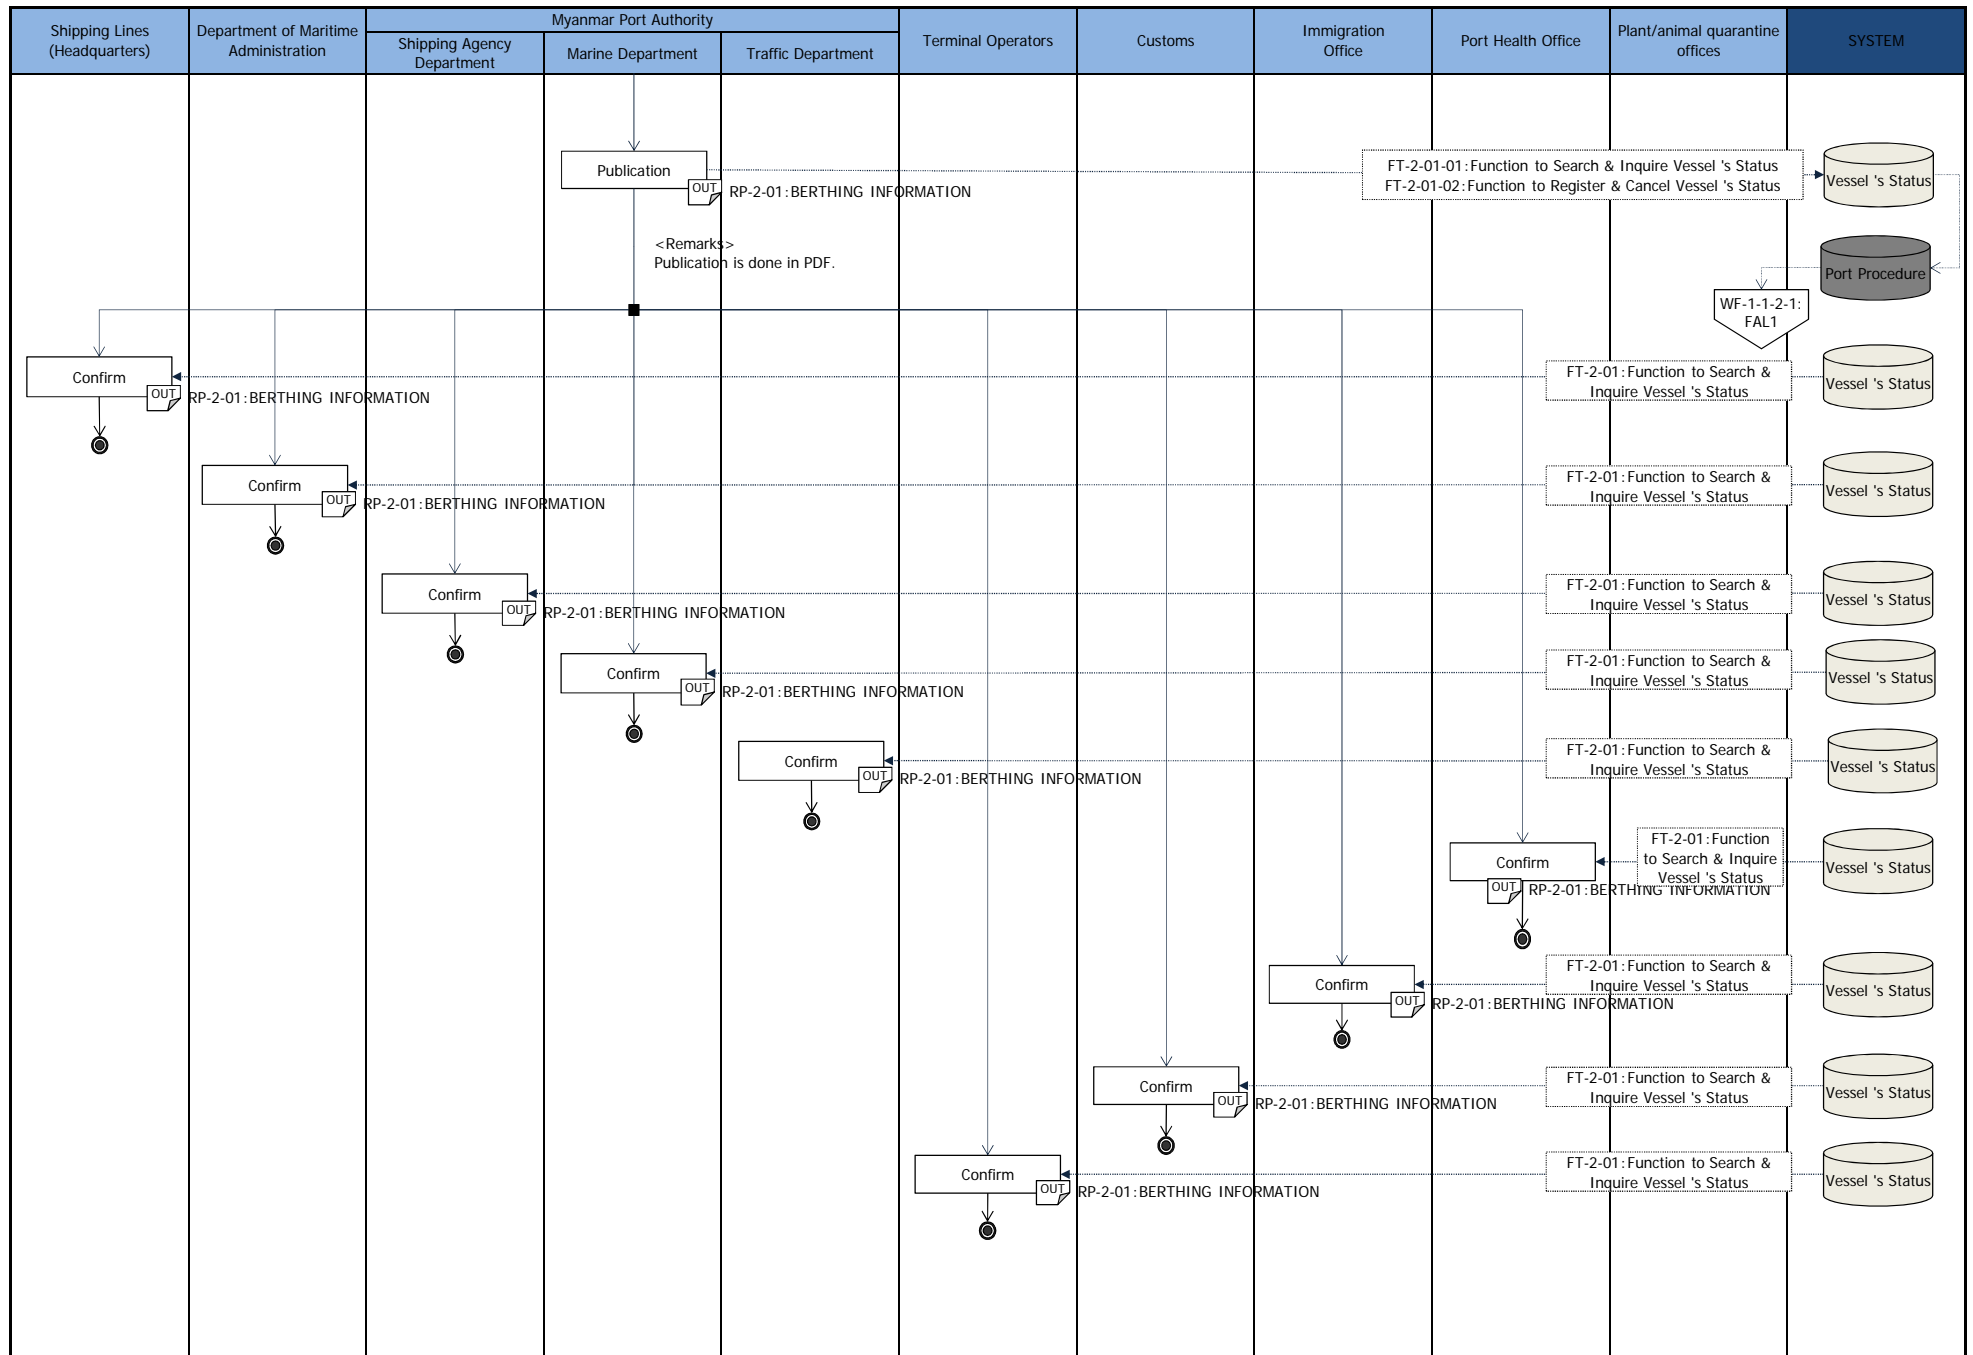 Shipping Lines
(Headquarters)
Department of Maritime
Administration
Myanmar Port Authority
Shipping Agency
Department
Marine Department
Traffic Department
Terminal Operators
Customs
Immigration
Office
Port Health Office
Plant/animal quarantine
offices
SYSTEM
Publication
OUT
RP-2-01:BERTHING INFORMATION
FT-2-01-01:Function to Search & Inquire Vessel 's Status
FT-2-01-02:Function to Register & Cancel Vessel 's Status
Vessel 's Status
<Remarks>
Publication is done in PDF.
Port Procedure
WF-1-1-2-1:
FAL1
Confirm
OUT
RP-2-01:BERTHING INFORMATION
FT-2-01:Function to Search &
Inquire Vessel 's Status
Vessel 's Status
Confirm
OUT
RP-2-01:BERTHING INFORMATION
FT-2-01:Function to Search &
Inquire Vessel 's Status
Vessel 's Status
Confirm
OUT
RP-2-01:BERTHING INFORMATION
FT-2-01:Function to Search &
Inquire Vessel 's Status
Vessel 's Status
Confirm
OUT
RP-2-01:BERTHING INFORMATION
FT-2-01:Function to Search &
Inquire Vessel 's Status
Vessel 's Status
Confirm
OUT
RP-2-01:BERTHING INFORMATION
FT-2-01:Function to Search &
Inquire Vessel 's Status
Vessel 's Status
Confirm
OUT
RP-2-01:BERTHING INFORMATION
FT-2-01:Function
to Search & Inquire
Vessel 's Status
Vessel 's Status
Confirm
OUT
RP-2-01:BERTHING INFORMATION
FT-2-01:Function to Search &
Inquire Vessel 's Status
Vessel 's Status
Confirm
OUT
RP-2-01:BERTHING INFORMATION
FT-2-01:Function to Search &
Inquire Vessel 's Status
Vessel 's Status
Confirm
OUT
RP-2-01:BERTHING INFORMATION
FT-2-01:Function to Search &
Inquire Vessel 's Status
Vessel 's Status